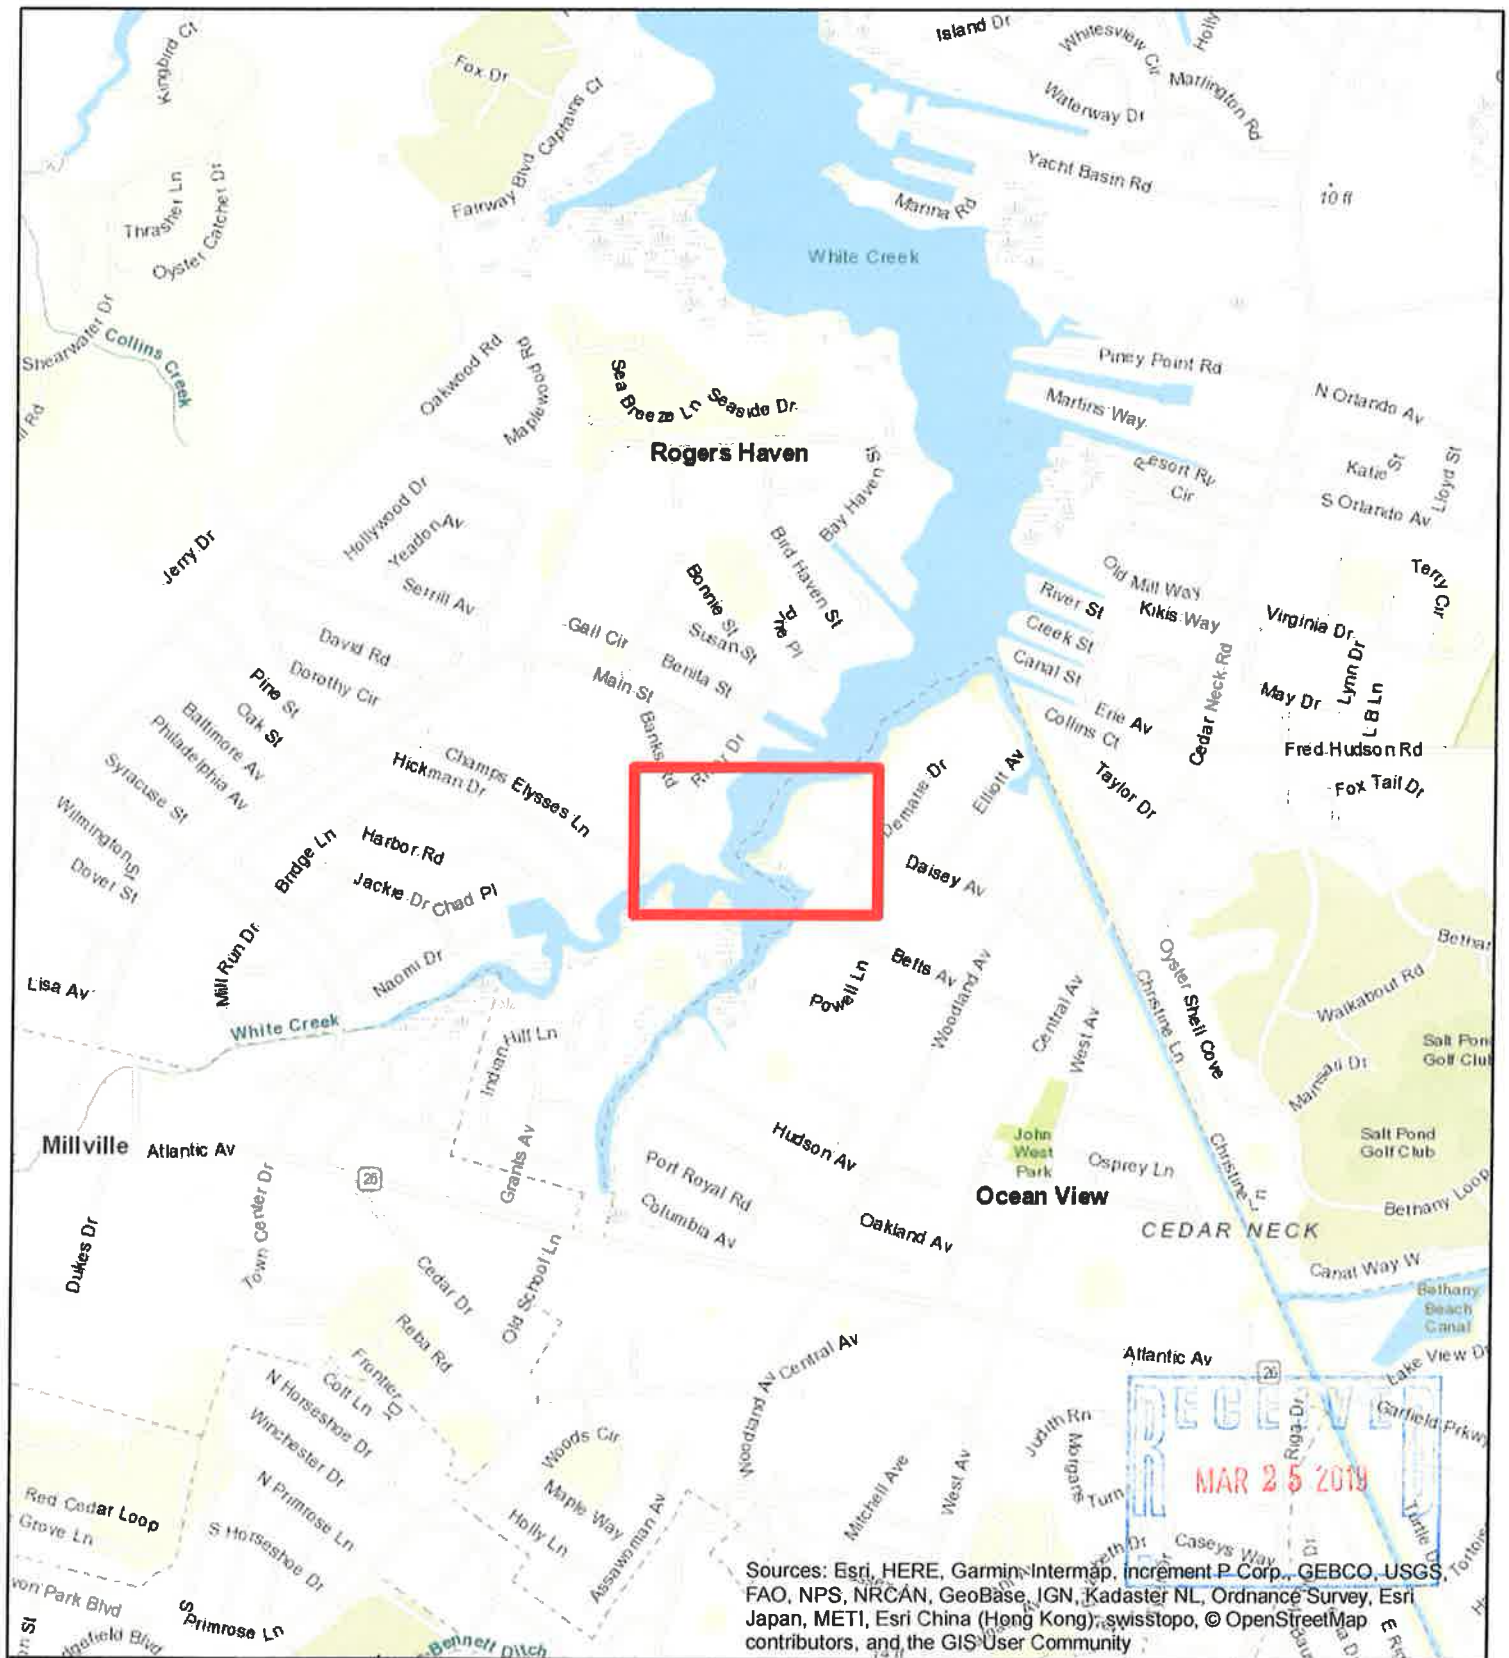 Kingbird Ct
Fox Dr
Captains Ct
Fairway Blvd
Island Dr
Whitesview Cir
Holly
Marlington Rd
Waterway Dr
Yacht Basin Rd
10 ft
Marina Rd
White Creek
Thrasher Ln
Oyster Catcher Dr
Shearwater Dr
Collins Creek
Oakwood Rd
Maplewood Rd
Sea Breeze Ln
Seaside Dr
Rogers Haven
Piney Point Rd
Martins Way
N Orlando Av
Katie St
Lloyd St
S Orlando Av
Bay Haven St
Hollywood Dr
Yeadon Av
Serrill Av
Jerry Dr
Bird Haven St
Bonnie St
Susan St
Benita St
Gail Cir
Main St
Banks Rd
River Dr
Old Mill Way
River St
Kikis Way
Creek St
Canal St
Erie Av
Collins Ct
Cedar Neck Rd
Virginia Dr
Terry Cir
Lynn Dr
May Dr
L B Ln
Fred Hudson Rd
Fox Tail Dr
Taylor Dr
David Rd
Dorothy Cir
Pine St
Oak St
Baltimore Av
Philadelphia Av
Syracuse St
Wilmington St
Dover St
Champs Elysses Ln
Hickman Dr
Harbor Rd
Bridge Ln
Jackie Dr
Chad Pl
Mill Run Dr
Naomi Dr
Lisa Av
White Creek
Demarie Dr
Elliott Av
Daisey Av
Betts Av
Powell Ln
Woodland Av
Central Av
West Av
Christine Ln
Oyster Shell Cove
Walkabout Rd
Salt Pond
Golf Club
Salt Pond
Golf Club
Bethany Loop
Indian Hill Ln
Grants Av
Millville
Atlantic Av
26
Town Center Dr
Dukes Dr
Port Royal Rd
Columbia Av
Hudson Av
Oakland Av
John
West
Park
Osprey Ln
Christine Ln
Ocean View
CEDAR NECK
Canal Way W
Bethany
Beach
Canal
Lake View Dr
Garfield Prkwy
Cedar Dr
Old School Ln
Reba Rd
Frontier Dr
Colt Ln
N Horseshoe Dr
Winchester Dr
N Primrose Ln
S Horseshoe Dr
S Primrose Ln
Red Cedar Loop
Grove Ln
von Park Blvd
dgefield Blvd
Bennett Ditch
Woods Cir
Maple Way
Holly Ln
Assawoman Av
Woodland Av
Central Av
Mitchell Ave
West Av
Morgans Turn
Atlantic Av
26
Riga Dr
Caseys Way
RECEIVED
MAR 25 2019
Sources: Esri, HERE, Garmin, Intermap, increment P Corp., GEBCO, USGS,
FAO, NPS, NRCAN, GeoBase, IGN, Kadaster NL, Ordnance Survey, Esri
Japan, METI, Esri China (Hong Kong), swisstopo, © OpenStreetMap
contributors, and the GIS User Community